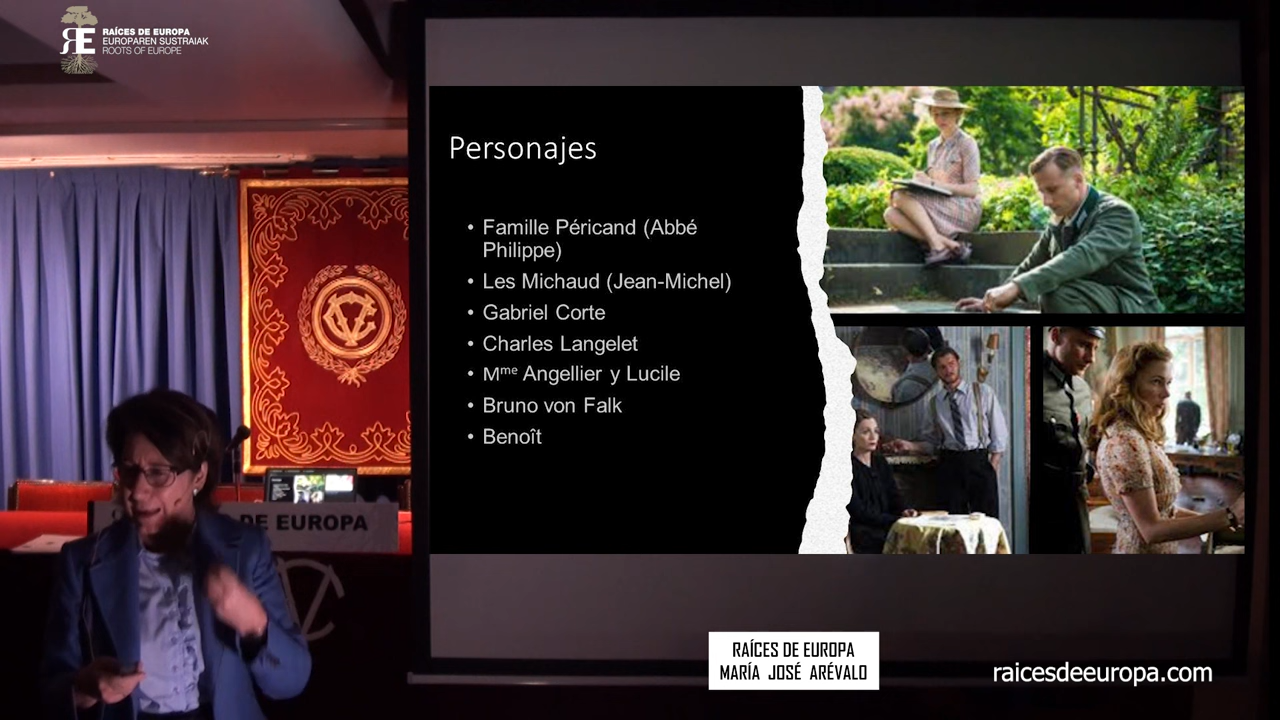 RAÍCES DE EUROPA
EUROPAREN SUSTRAIAK
ROOTS OF EUROPE
Personajes
• Famille Péricand (Abbé
Philippe)
• Les Michaud (Jean-Michel)
• Gabriel Corte
• Charles Langelet
• Mᵐᵉ Angellier y Lucile
• Bruno von Falk
• Benoît
DE EUROPA
RAÍCES DE EUROPA
MARÍA JOSÉ ARÉVALO
raicesdeeuropa.com